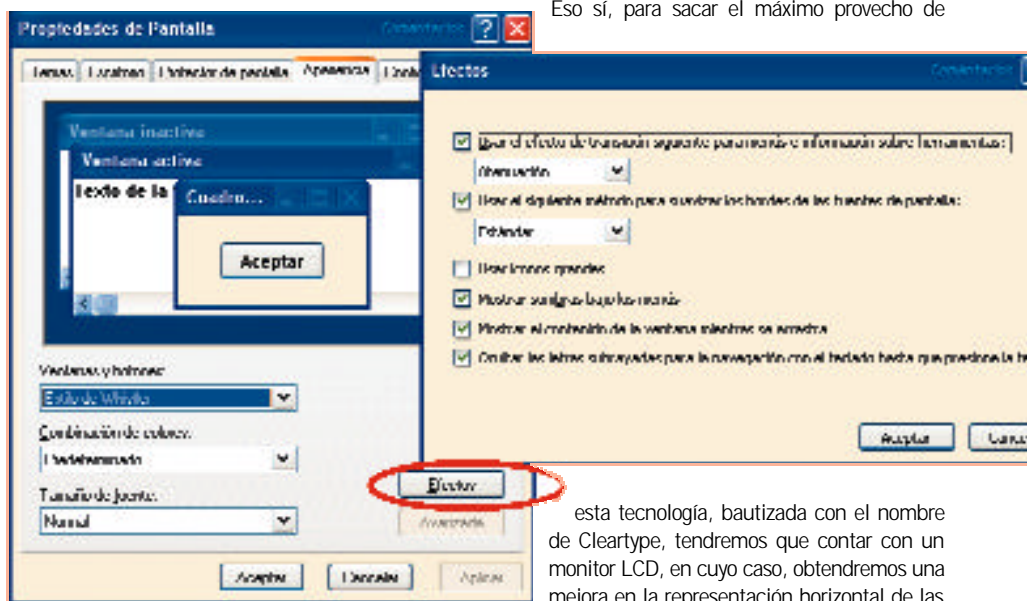 Eso sí, para sacar el máximo provecho de
Propiedades de Pantalla
Comentarios
Temas Escritorio Protector de pantalla Apariencia
Ventana inactiva
Ventana activa
Texto de la
Cuadro...
Aceptar
Ventanas y botones:
Estilo de Whistler
Combinación de colores:
Predeterminado
Tamaño de fuente:
Normal
Efectos
Avanzada
Aceptar Cancelar Aplicar
Efectos
Comentarios
Usar el efecto de transición siguiente para menús e información sobre herramientas:
Atenuación
Usar el siguiente método para suavizar los bordes de las fuentes de pantalla:
Estándar
Usar iconos grandes
Mostrar sombras bajo los menús
Mostrar el contenido de la ventana mientras se arrastra
Ocultar las letras subrayadas para la navegación con el teclado hasta que presione la
Aceptar
esta tecnología, bautizada con el nombre
de Cleartype, tendremos que contar con un
monitor LCD, en cuyo caso, obtendremos una
mejora en la representación horizontal de las